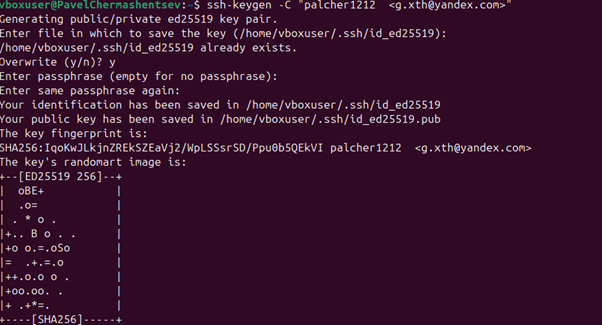 vboxuser@PavelChermashentsev:~$ ssh-keygen -C "palcher1212  <g.xth@yandex.com>"
Generating public/private ed25519 key pair.
Enter file in which to save the key (/home/vboxuser/.ssh/id_ed25519):
/home/vboxuser/.ssh/id_ed25519 already exists.
Overwrite (y/n)? y
Enter passphrase (empty for no passphrase):
Enter same passphrase again:
Your identification has been saved in /home/vboxuser/.ssh/id_ed25519
Your public key has been saved in /home/vboxuser/.ssh/id_ed25519.pub
The key fingerprint is:
SHA256:IqoKwJLkjnZREkSZEaVj2/WpLSSsrSD/Ppu0b5QEkVI palcher1212  <g.xth@yandex.com>
The key's randomart image is:
+--[ED25519 256]--+
|  oBE+           |
|  .o=            |
| . * o .         |
|+.. B o . .      |
|+o o.=.oSo       |
|=  .+.=.o        |
|++.o.o o .       |
|+oo.oo. .        |
|+ .+*=.          |
+----[SHA256]-----+